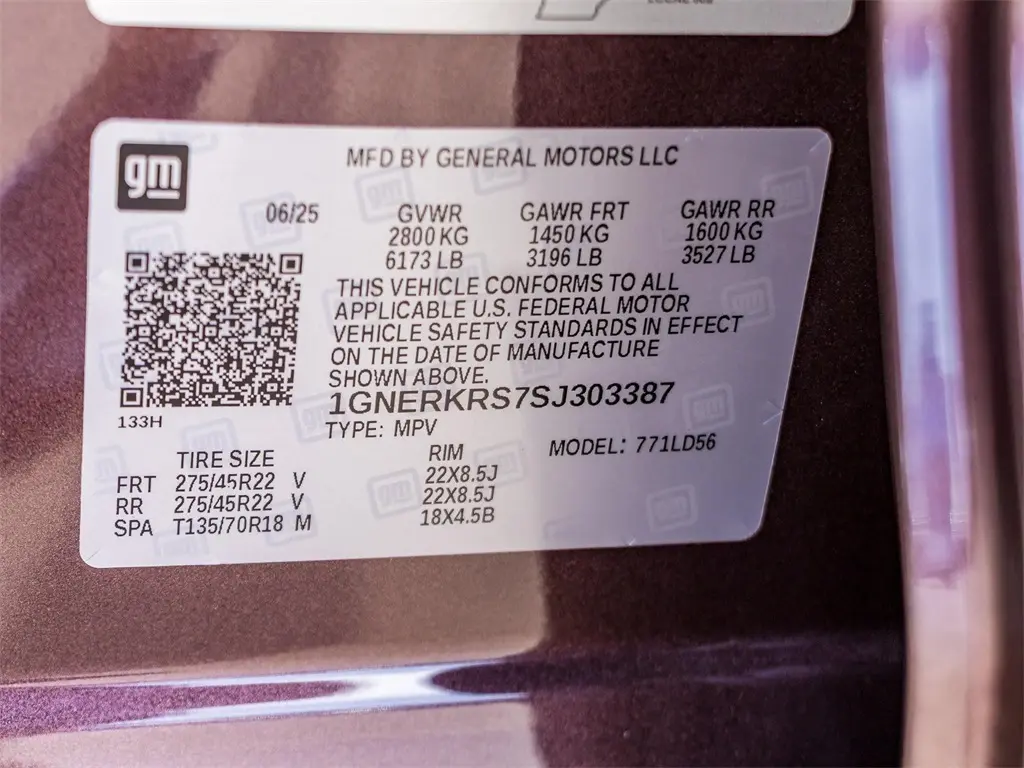 gm
MFD BY GENERAL MOTORS LLC
06/25
GVWR GAWR FRT GAWR RR
2800 KG 1450 KG 1600 KG
6173 LB 3196 LB 3527 LB
THIS VEHICLE CONFORMS TO ALL
APPLICABLE U.S. FEDERAL MOTOR
VEHICLE SAFETY STANDARDS IN EFFECT
ON THE DATE OF MANUFACTURE
SHOWN ABOVE.
1GNERKRS7SJ303387
133H
TYPE: MPV
MODEL: 771LD56
TIRE SIZE RIM
FRT 275/45R22 V 22X8.5J
RR 275/45R22 V 22X8.5J
SPA T135/70R18 M 18X4.5B